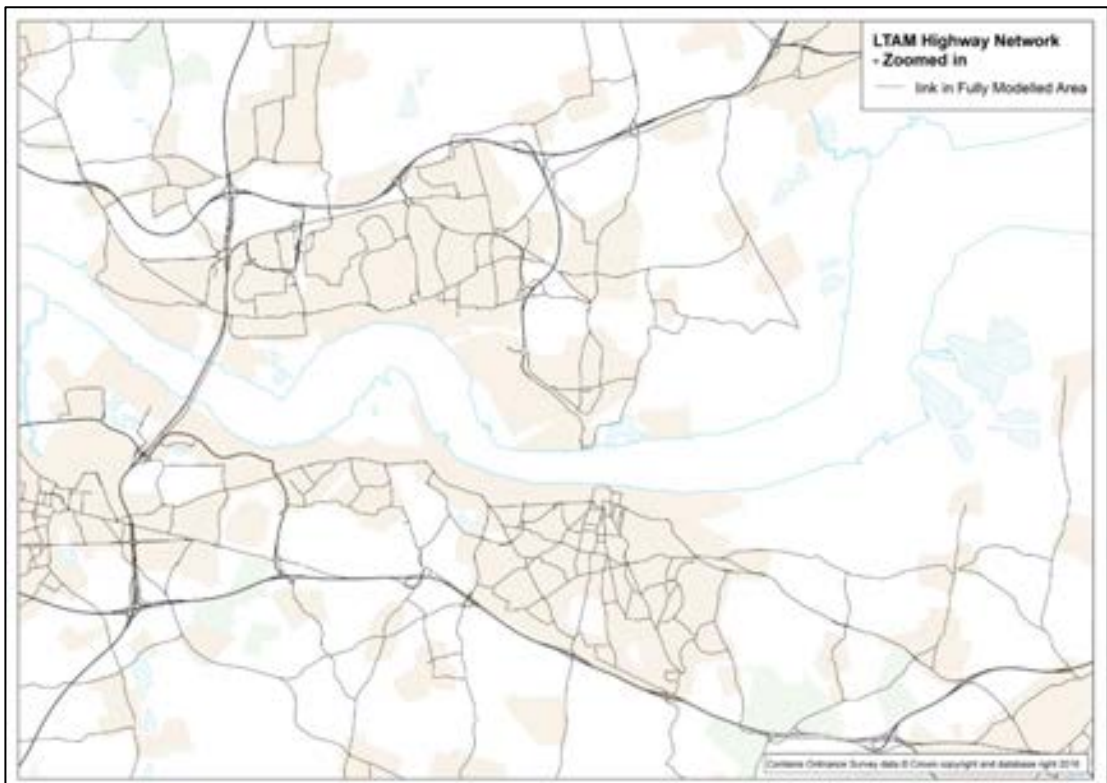 LTAM Highway Network
- Zoomed in
link in Fully Modelled Area
Contains Ordnance Survey data © Crown copyright and database right 2016